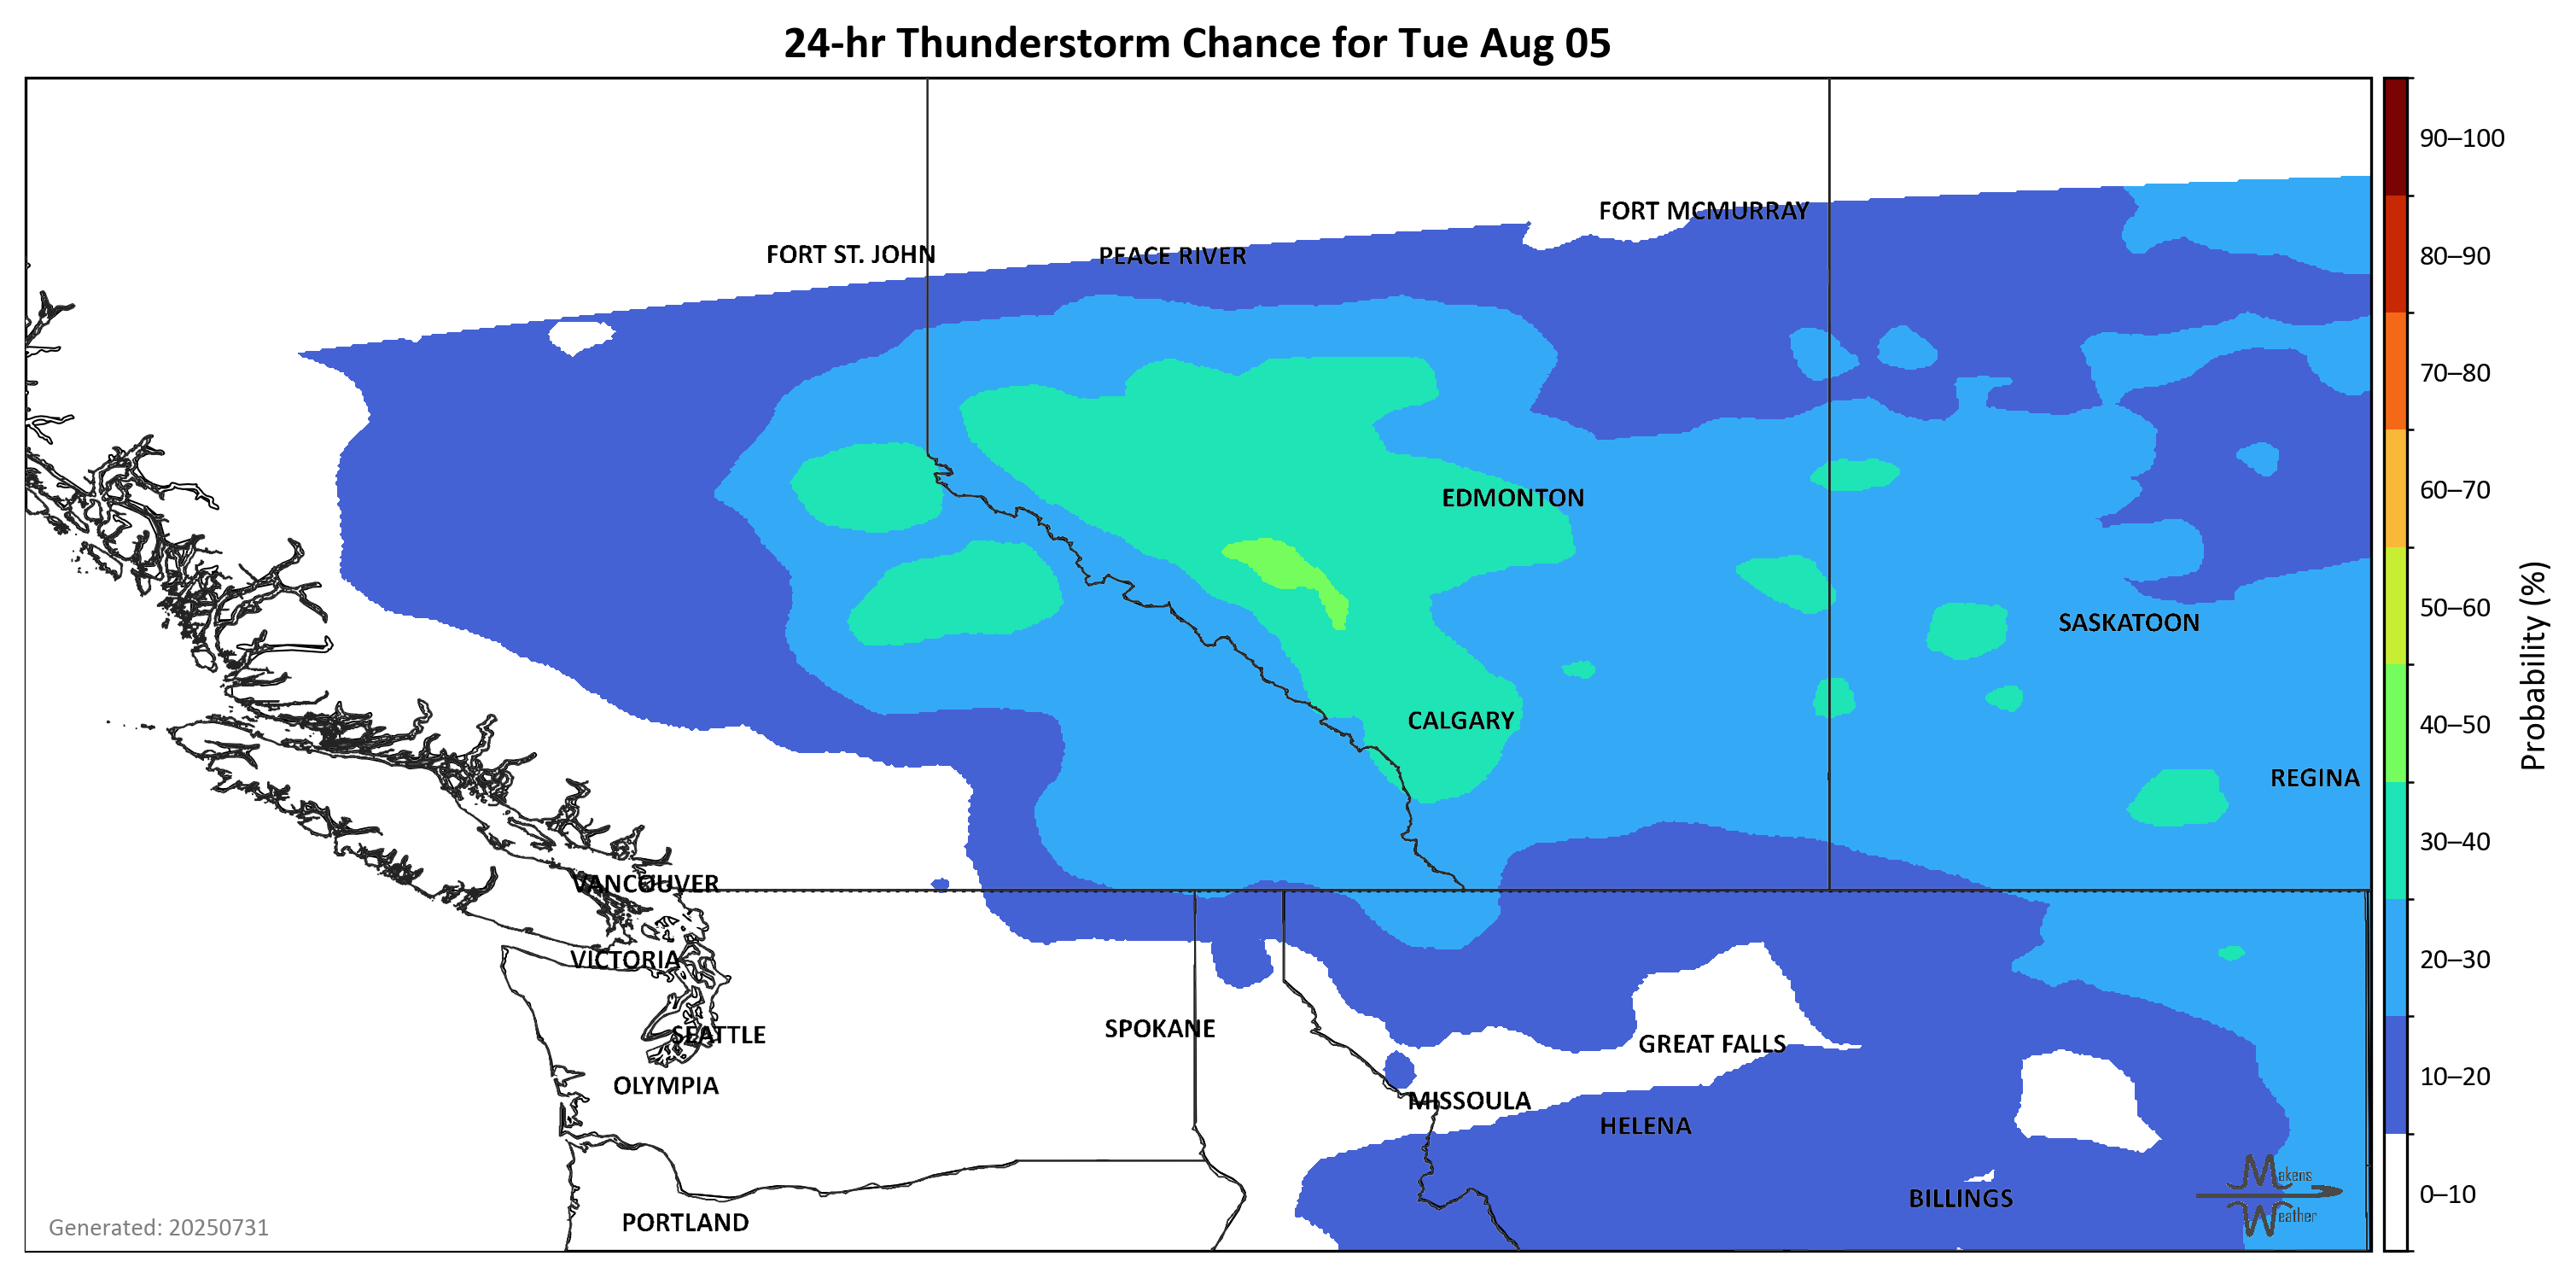 24-hr Thunderstorm Chance for Tue Aug 05
90–100
FORT MCMURRAY
FORT ST. JOHN
PEACE RIVER
80–90
70–80
60–70
EDMONTON
50–60
SASKATOON
Probability (%)
CALGARY
40–50
REGINA
30–40
VANCOUVER
VICTORIA
20–30
SPOKANE
SEATTLE
GREAT FALLS
OLYMPIA
10–20
MISSOULA
HELENA
Makens
Weather
BILLINGS
0–10
PORTLAND
Generated: 20250731